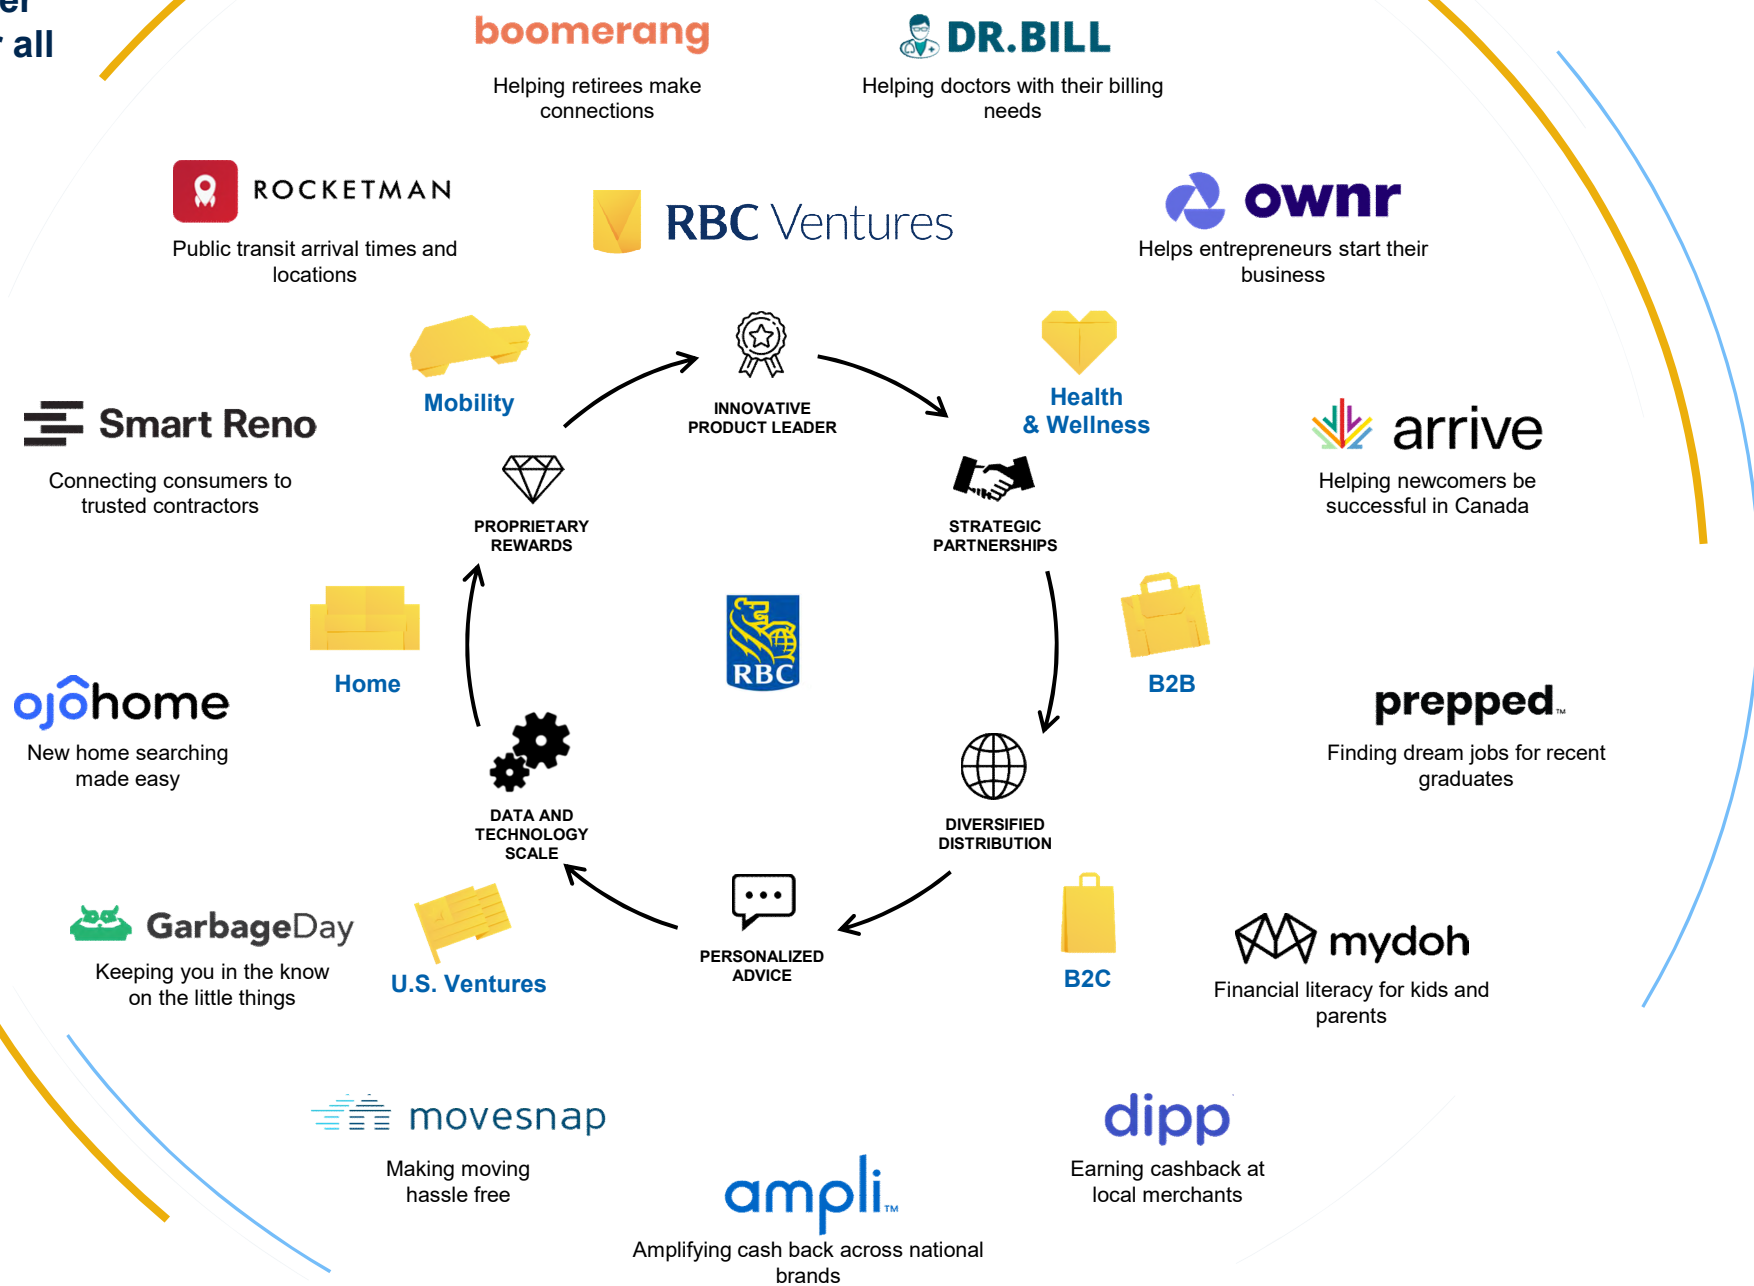 er
r all
boomerang
Helping retirees make
connections
DR.BILL
Helping doctors with their billing
needs
ROCKETMAN
Public transit arrival times and
locations
RBC Ventures
ownr
Helps entrepreneurs start their
business
Mobility
INNOVATIVE
PRODUCT LEADER
Health
& Wellness
Smart Reno
Connecting consumers to
trusted contractors
arrive
Helping newcomers be
successful in Canada
PROPRIETARY
REWARDS
STRATEGIC
PARTNERSHIPS
RBC
Home
B2B
ojôhome
New home searching
made easy
prepped™
Finding dream jobs for recent
graduates
DATA AND
TECHNOLOGY
SCALE
DIVERSIFIED
DISTRIBUTION
GarbageDay
Keeping you in the know
on the little things
U.S. Ventures
PERSONALIZED
ADVICE
B2C
mydoh
Financial literacy for kids and
parents
movesnap
Making moving
hassle free
ampli™
Amplifying cash back across national
brands
dipp
Earning cashback at
local merchants